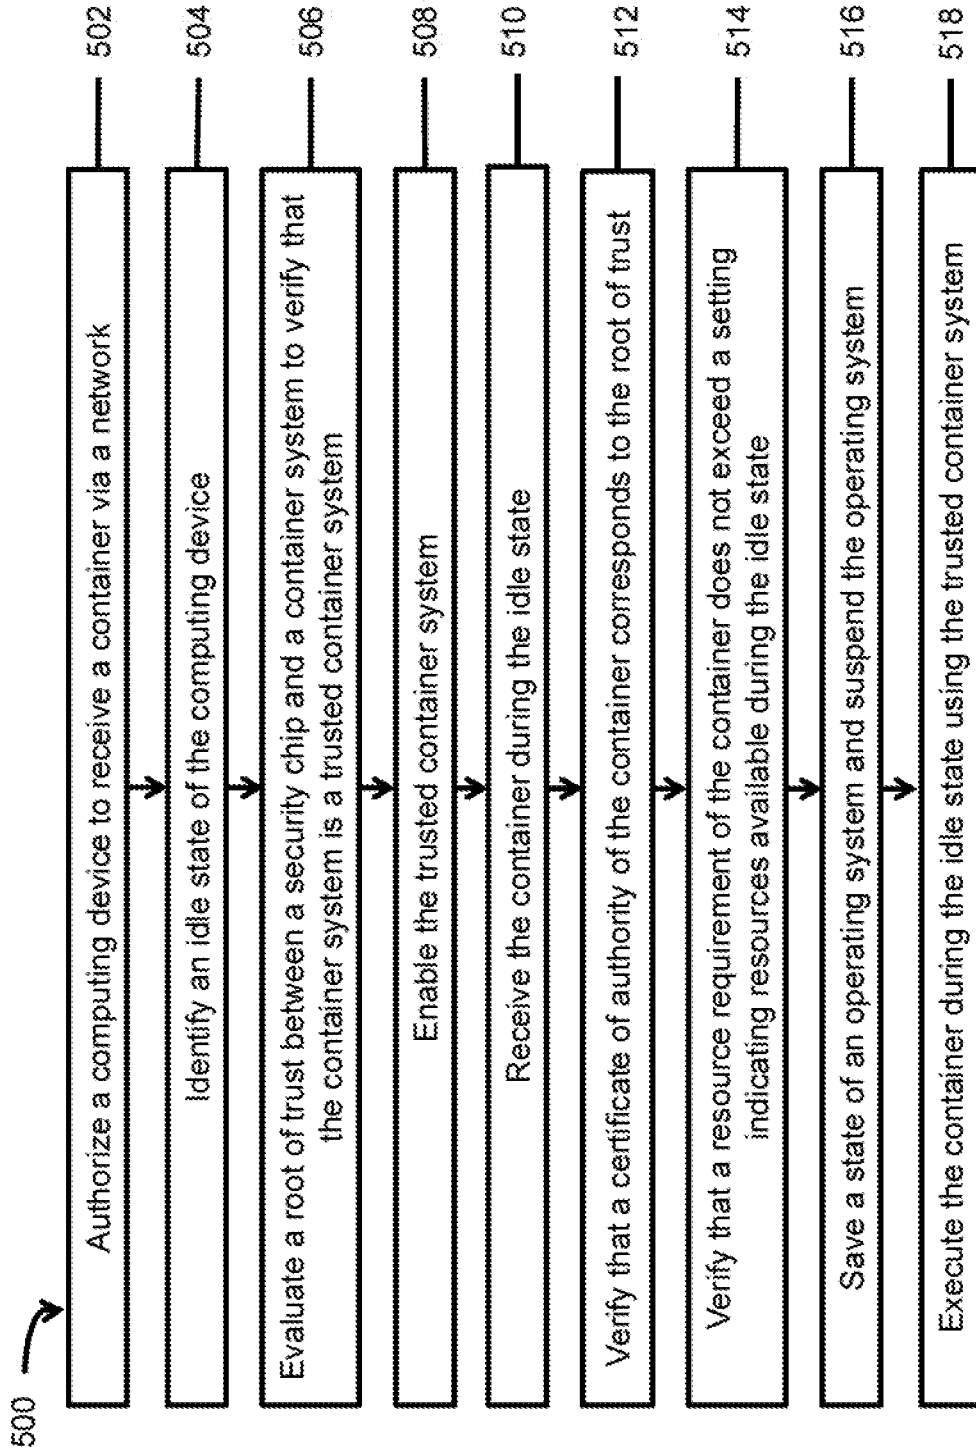 500
Authorize a computing device to receive a container via a network
502
Identify an idle state of the computing device
504
Evaluate a root of trust between a security chip and a container system to verify that
the container system is a trusted container system
506
Enable the trusted container system
508
Receive the container during the idle state
510
Verify that a certificate of authority of the container corresponds to the root of trust
512
Verify that a resource requirement of the container does not exceed a setting
indicating resources available during the idle state
514
Save a state of an operating system and suspend the operating system
516
Execute the container during the idle state using the trusted container system
518